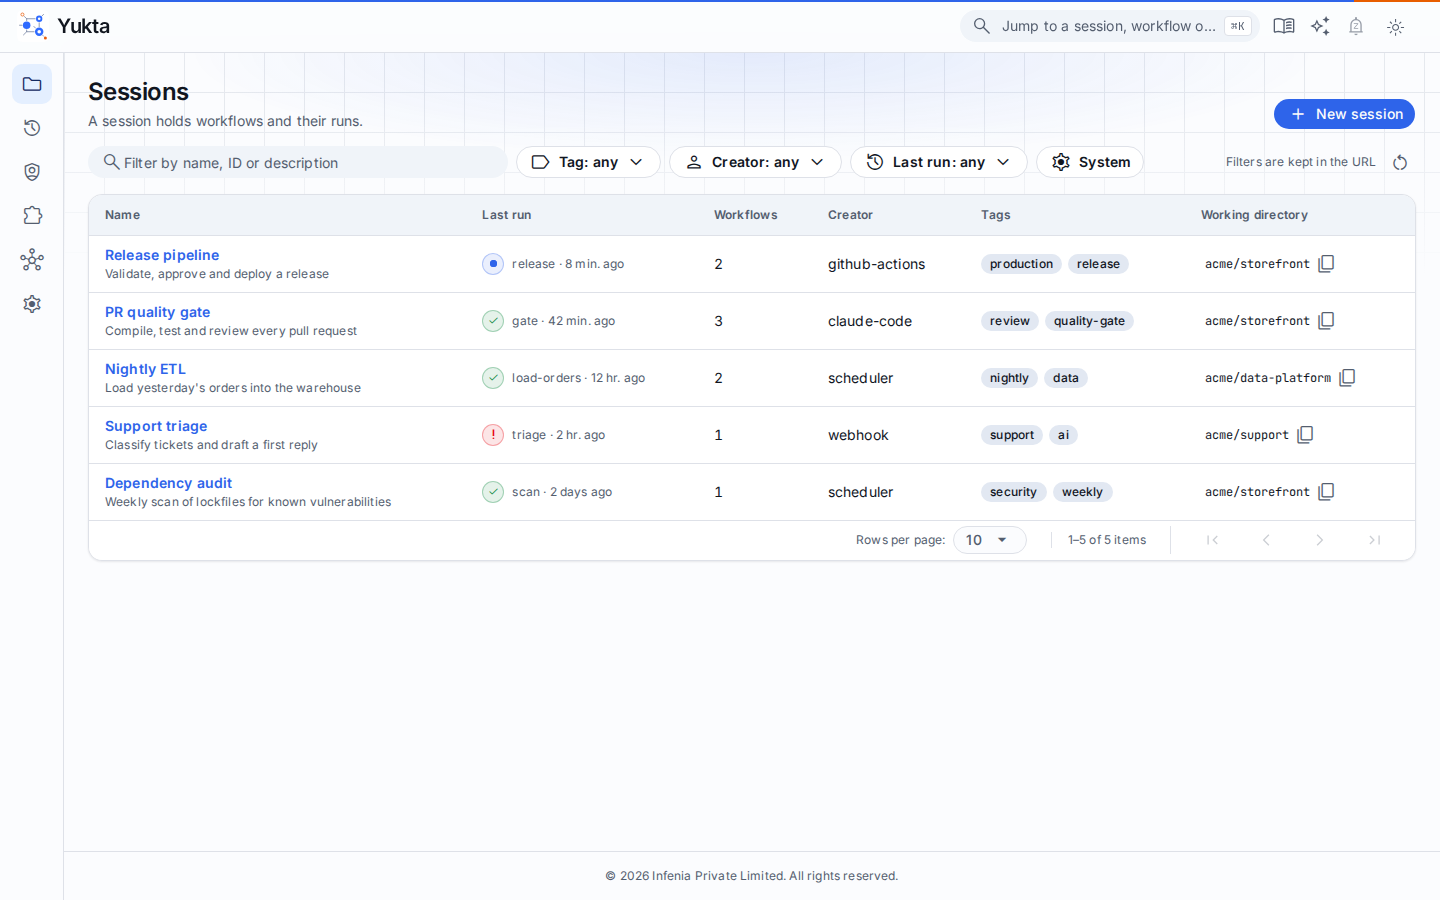 Yukta
Jump to a session, workflow o... ⌘K
Sessions
A session holds workflows and their runs.
New session
Filter by name, ID or description
Tag: any
Creator: any
Last run: any
System
Filters are kept in the URL
Name Last run Workflows Creator Tags Working directory
Release pipeline
Validate, approve and deploy a release
release · 8 min. ago 2 github-actions production release acme/storefront
PR quality gate
Compile, test and review every pull request
gate · 42 min. ago 3 claude-code review quality-gate acme/storefront
Nightly ETL
Load yesterday's orders into the warehouse
load-orders · 12 hr. ago 2 scheduler nightly data acme/data-platform
Support triage
Classify tickets and draft a first reply
triage · 2 hr. ago 1 webhook support ai acme/support
Dependency audit
Weekly scan of lockfiles for known vulnerabilities
scan · 2 days ago 1 scheduler security weekly acme/storefront
Rows per page: 10 1–5 of 5 items
© 2026 Infenia Private Limited. All rights reserved.